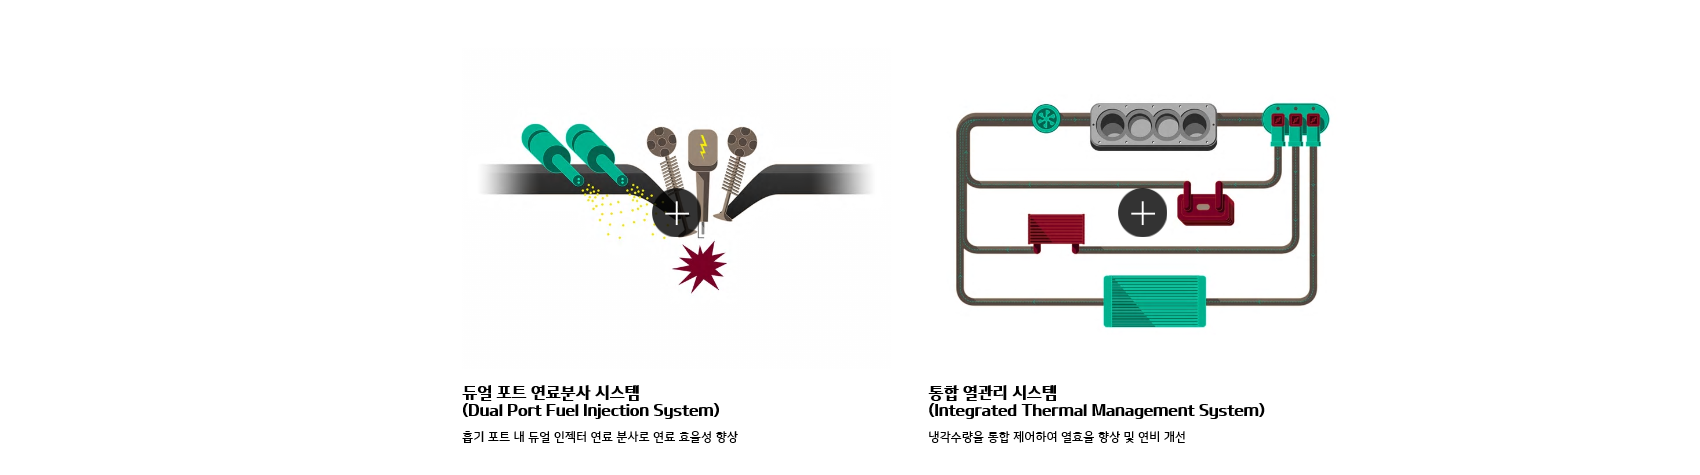 듀얼 포트 연료분사 시스템
(Dual Port Fuel Injection System)
흡기 포트 내 듀얼 인젝터 연료 분사로 연료 효율성 향상
통합 열관리 시스템
(Integrated Thermal Management System)
냉각수량을 통합 제어하여 열효율 향상 및 연비 개선